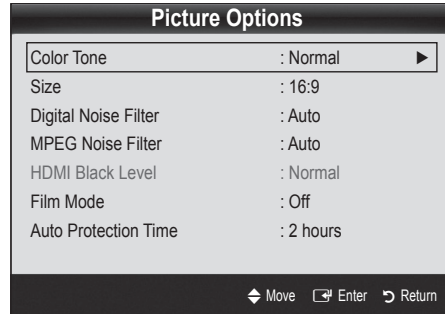 Picture Options
Color Tone : Normal ►
Size : 16:9
Digital Noise Filter : Auto
MPEG Noise Filter : Auto
HDMI Black Level : Normal
Film Mode : Off
Auto Protection Time : 2 hours
Move Enter Return